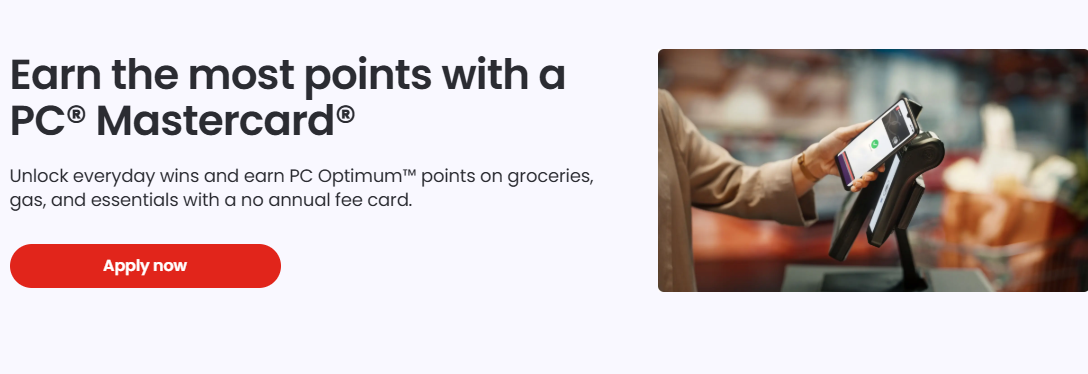 Earn the most points with a
PC® Mastercard®
Unlock everyday wins and earn PC Optimum™ points on groceries,
gas, and essentials with a no annual fee card.
Apply now